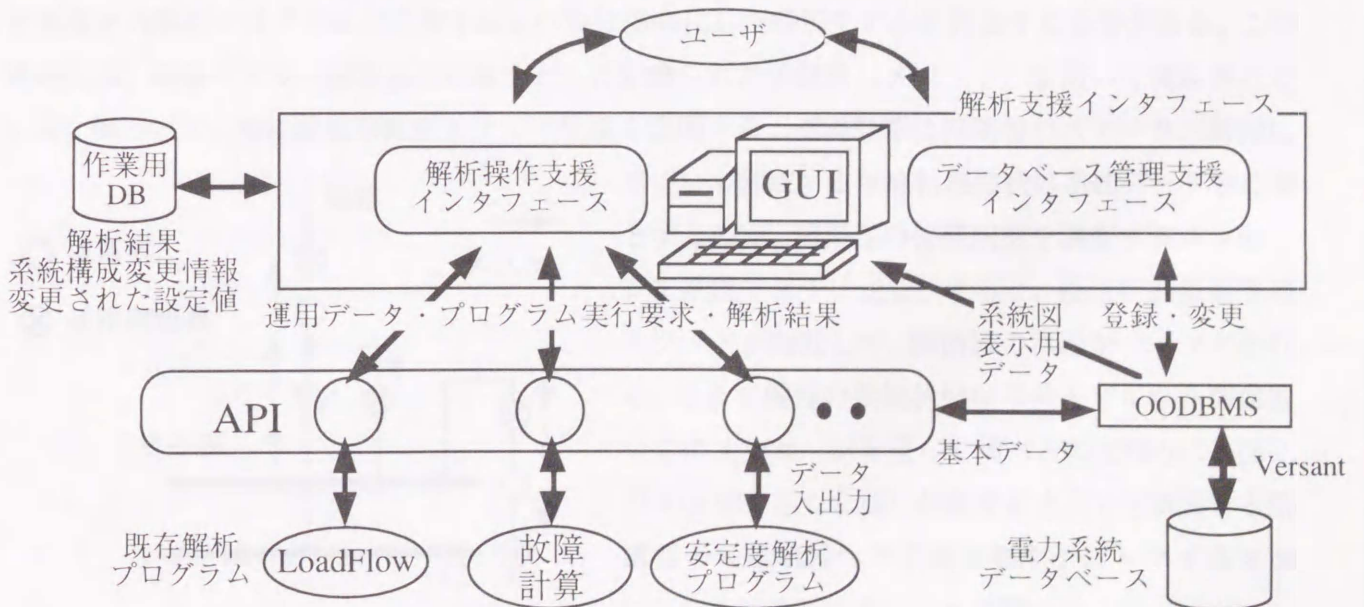 ユーザ
解析支援インタフェース
作業用
DB
解析操作支援
インタフェース
GUI
データベース管理支援
インタフェース
解析結果
系統構成変更情報
変更された設定値
運用データ・プログラム実行要求・解析結果
系統図
表示用
データ
登録・変更
API
OODBMS
基本データ
Versant
データ
入出力
既存解析
プログラム
LoadFlow
故障
計算
安定度解析
プログラム
電力系統
データベース